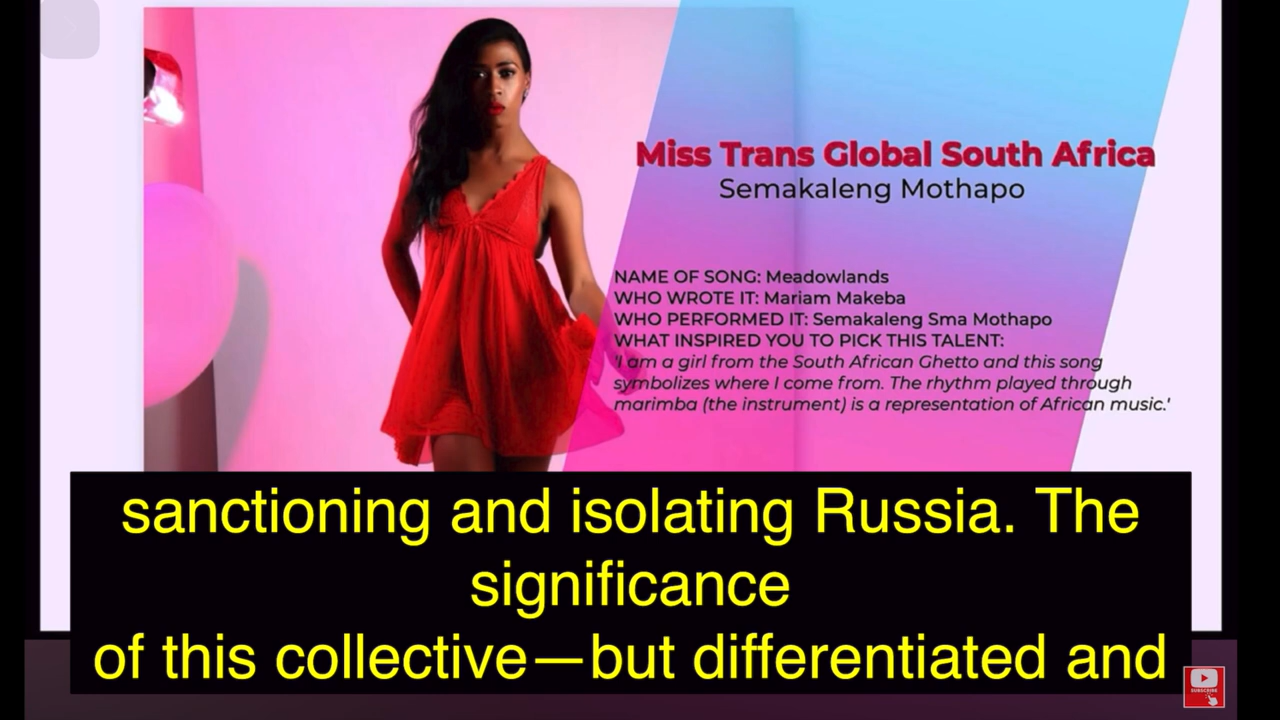 Miss Trans Global South Africa
Semakaleng Mothapo
NAME OF SONG: Meadowlands
WHO WROTE IT: Mariam Makeba
WHO PERFORMED IT: Semakaleng Sma Mothapo
WHAT INSPIRED YOU TO PICK THIS TALENT:
'I am a girl from the South African Ghetto and this song
symbolizes where I come from. The rhythm played through
marimba (the instrument) is a representation of African music.'
sanctioning and isolating Russia. The
significance
of this collective—but differentiated and
SUBSCRIBE